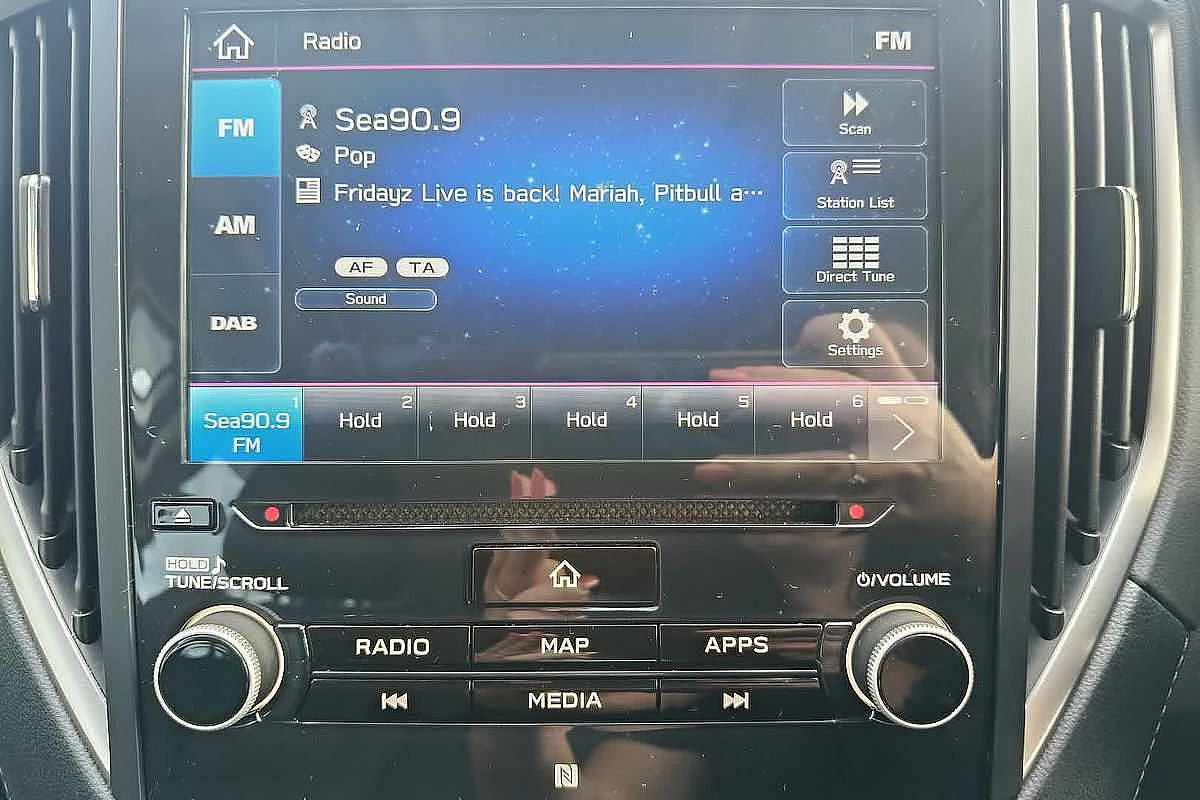 Radio
FM
FM
Sea90.9
Pop
Fridayz Live is back! Mariah, Pitbull a…
AM
DAB
AF
TA
Sound
Scan
Station List
Direct Tune
Settings
1
Sea90.9
FM
2
Hold
3
Hold
4
Hold
5
Hold
6
Hold
HOLD
TUNE/SCROLL
/VOLUME
RADIO
MAP
APPS
MEDIA
N